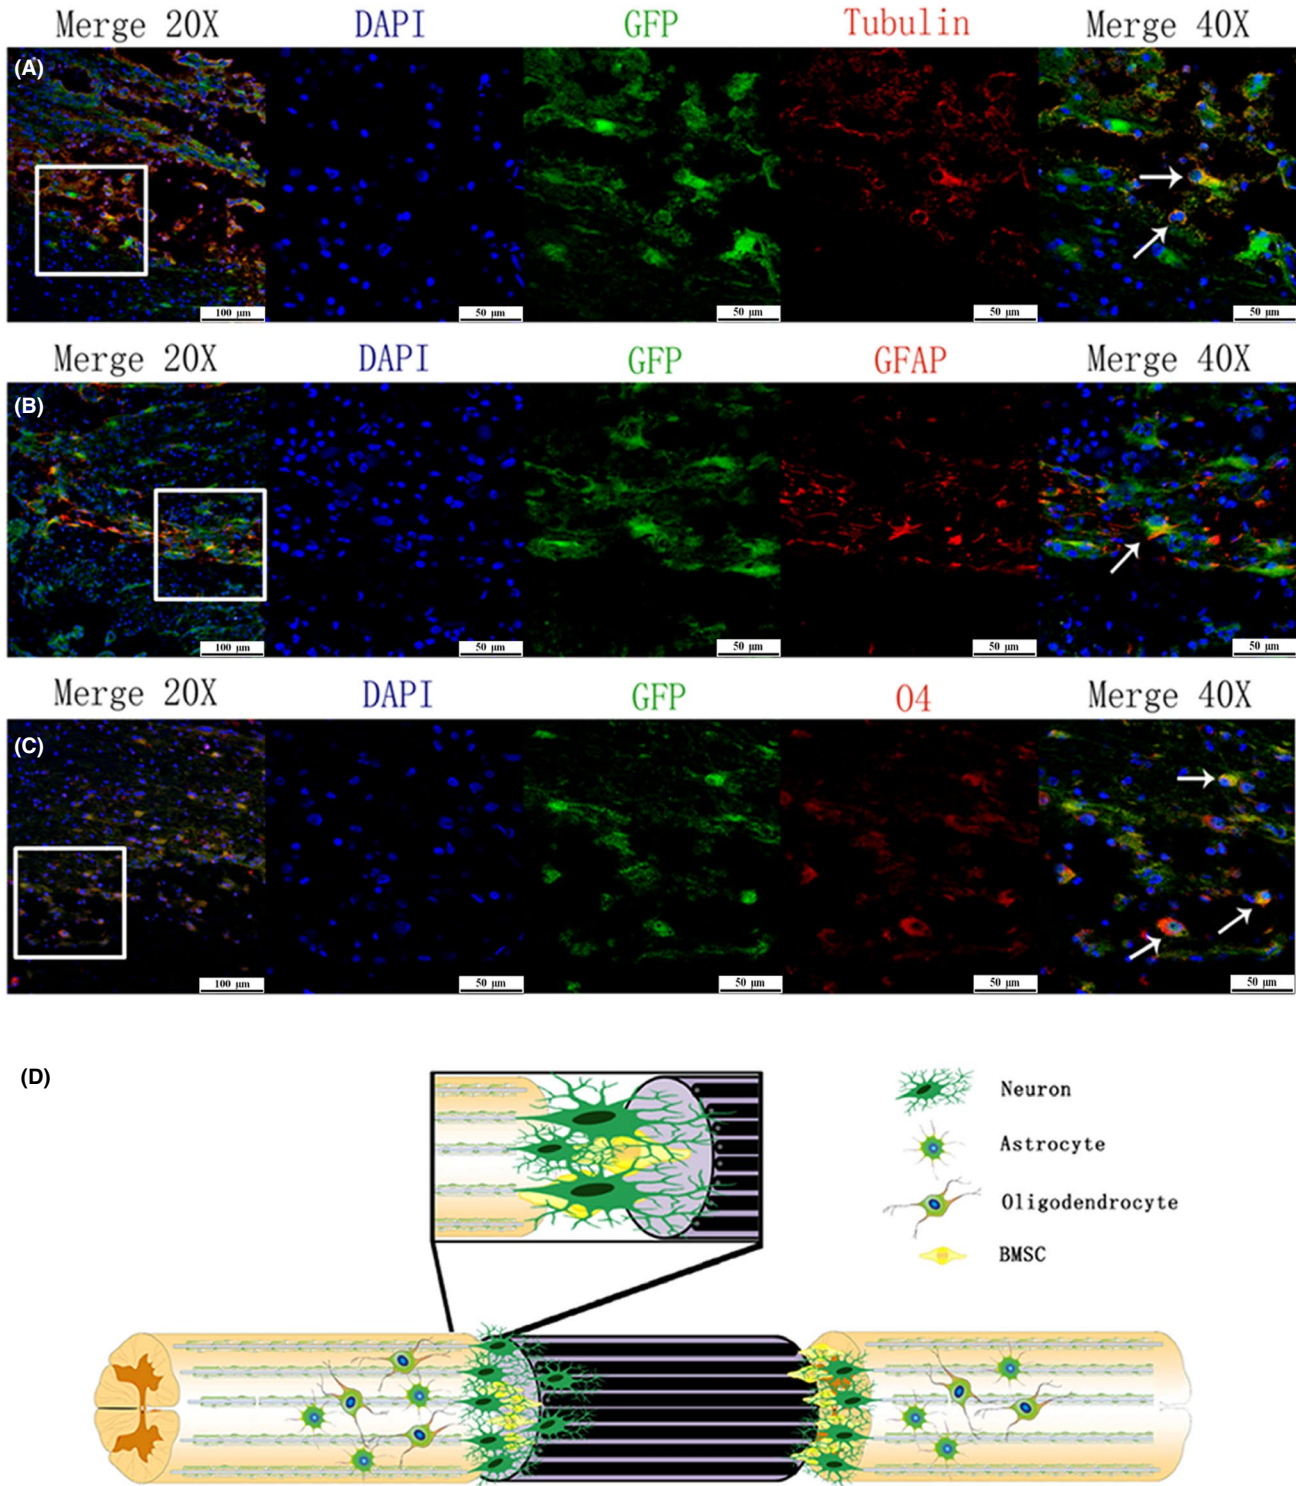 Merge 20X DAPI GFP Tubulin Merge 40X
(A)
100 μm 50 μm 50 μm 50 μm 50 μm
Merge 20X DAPI GFP GFAP Merge 40X
(B)
100 μm 50 μm 50 μm 50 μm 50 μm
Merge 20X DAPI GFP O4 Merge 40X
(C)
100 μm 50 μm 50 μm 50 μm 50 μm
(D)
Neuron
Astrocyte
Oligodendrocyte
BMSC